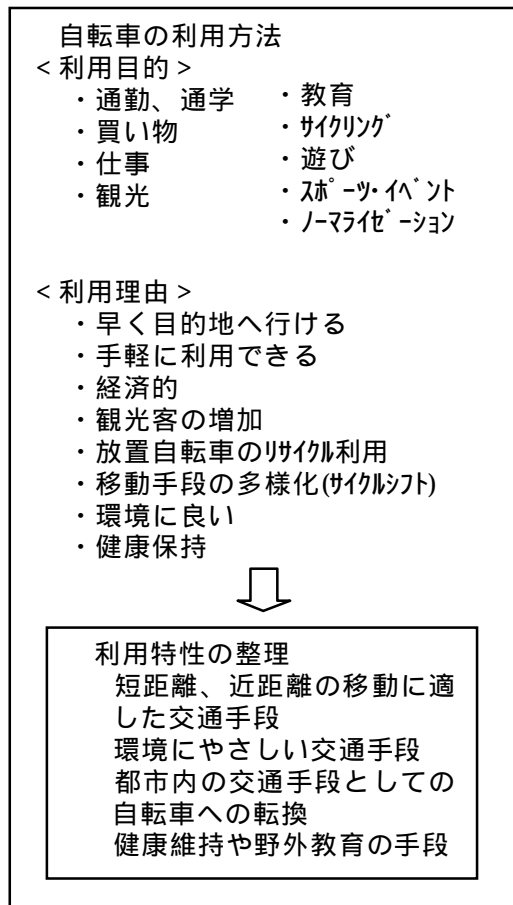 自転車の利用方法
<利用目的>
・通勤、通学
・買い物
・仕事
・観光
・教育
・ｻｲｸﾘﾝｸﾞ
・遊び
・ｽﾎﾟｰﾂ・ｲﾍﾞﾝﾄ
・ﾉｰﾏﾗｲｾﾞｰｼｮﾝ
<利用理由>
・早く目的地へ行ける
・手軽に利用できる
・経済的
・観光客の増加
・放置自転車のﾘｻｲｸﾙ利用
・移動手段の多様化(ｻｲｸﾙｼﾌﾄ)
・環境に良い
・健康保持
利用特性の整理
短距離、近距離の移動に適
した交通手段
環境にやさしい交通手段
都市内の交通手段としての
自転車への転換
健康維持や野外教育の手段